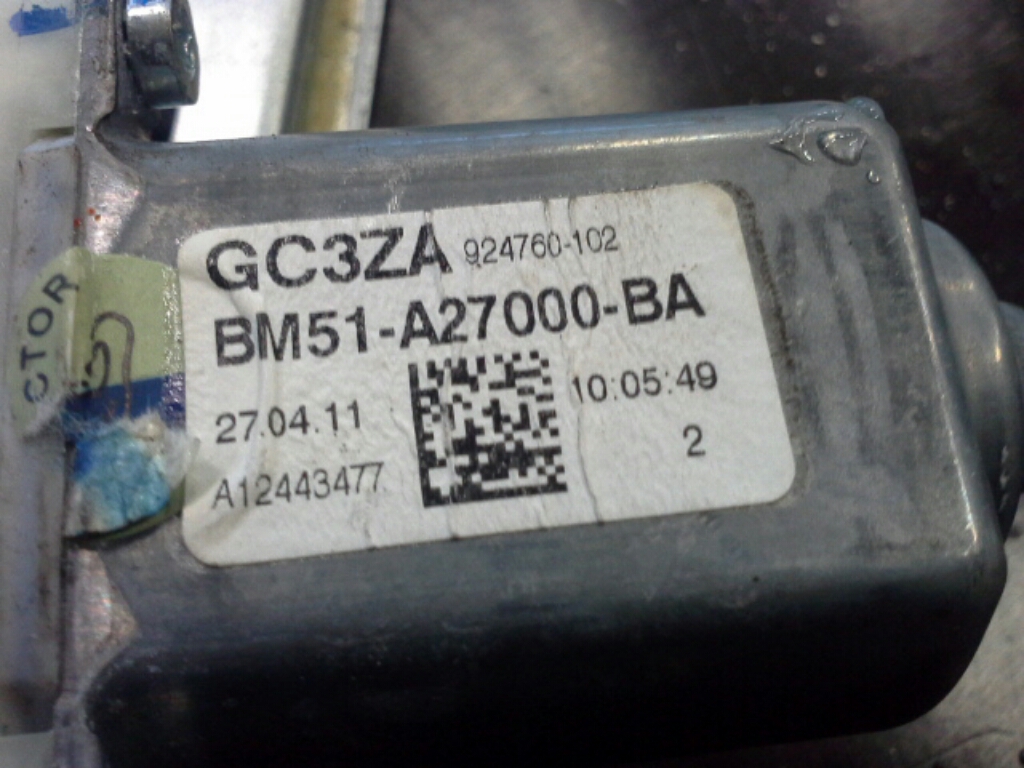 GC3ZA 924760-102
BM51-A27000-BA
27.04.11 10:05:49
A12443477 2
CTOR